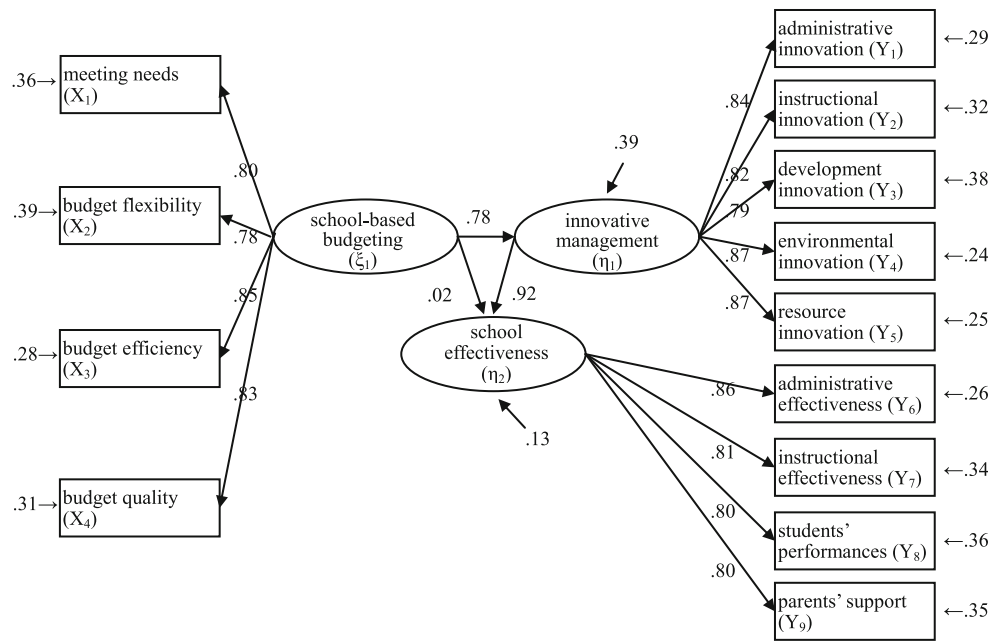 .36→
meeting needs
(X₁)
.39→
budget flexibility
(X₂)
.28→
budget efficiency
(X₃)
.31→
budget quality
(X₄)
.80
.78
.85
.83
school-based
budgeting
(ξ₁)
.78
.02
.92
.39
innovative
management
(η₁)
school
effectiveness
(η₂)
.13
.84
.82
.79
.87
.87
.86
.81
.80
.80
administrative
innovation (Y₁)
←.29
instructional
innovation (Y₂)
←.32
development
innovation (Y₃)
←.38
environmental
innovation (Y₄)
←.24
resource
innovation (Y₅)
←.25
administrative
effectiveness (Y₆)
←.26
instructional
effectiveness (Y₇)
←.34
students’
performances (Y₈)
←.36
parents’ support
(Y₉)
←.35